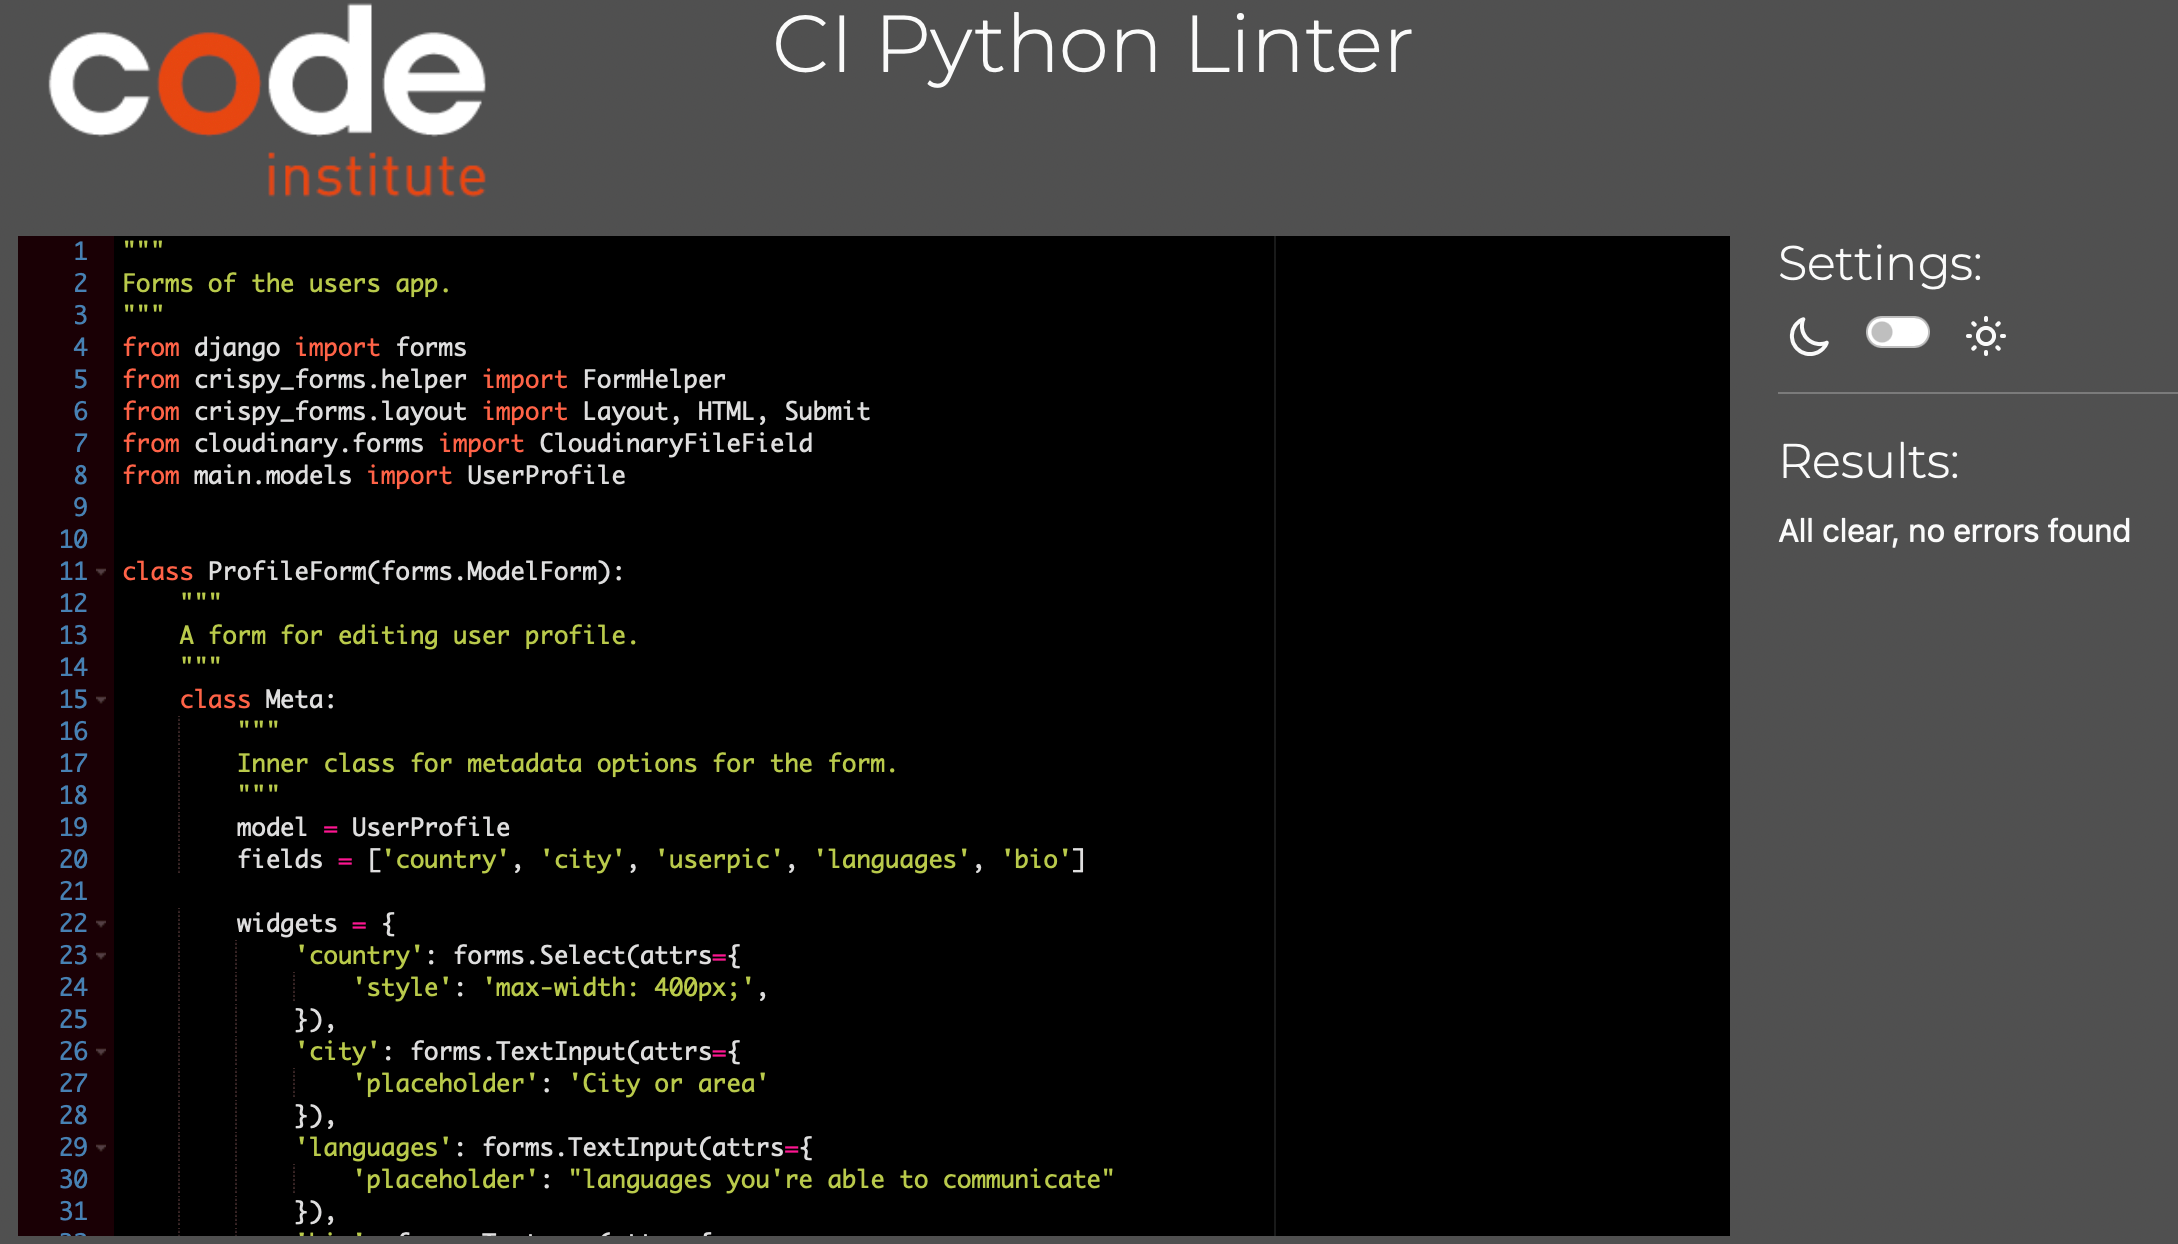 code
institute
CI Python Linter
1 """
2 Forms of the users app.
3 """
4 from django import forms
5 from crispy_forms.helper import FormHelper
6 from crispy_forms.layout import Layout, HTML, Submit
7 from cloudinary.forms import CloudinaryFileField
8 from main.models import UserProfile
9
10
11 class ProfileForm(forms.ModelForm):
12     """
13     A form for editing user profile.
14     """
15     class Meta:
16         """
17         Inner class for metadata options for the form.
18         """
19         model = UserProfile
20         fields = ['country', 'city', 'userpic', 'languages', 'bio']
21
22         widgets = {
23             'country': forms.Select(attrs={
24                 'style': 'max-width: 400px;',
25             }),
26             'city': forms.TextInput(attrs={
27                 'placeholder': 'City or area'
28             }),
29             'languages': forms.TextInput(attrs={
30                 'placeholder': "languages you're able to communicate"
31             }),
Settings:
Results:
All clear, no errors found